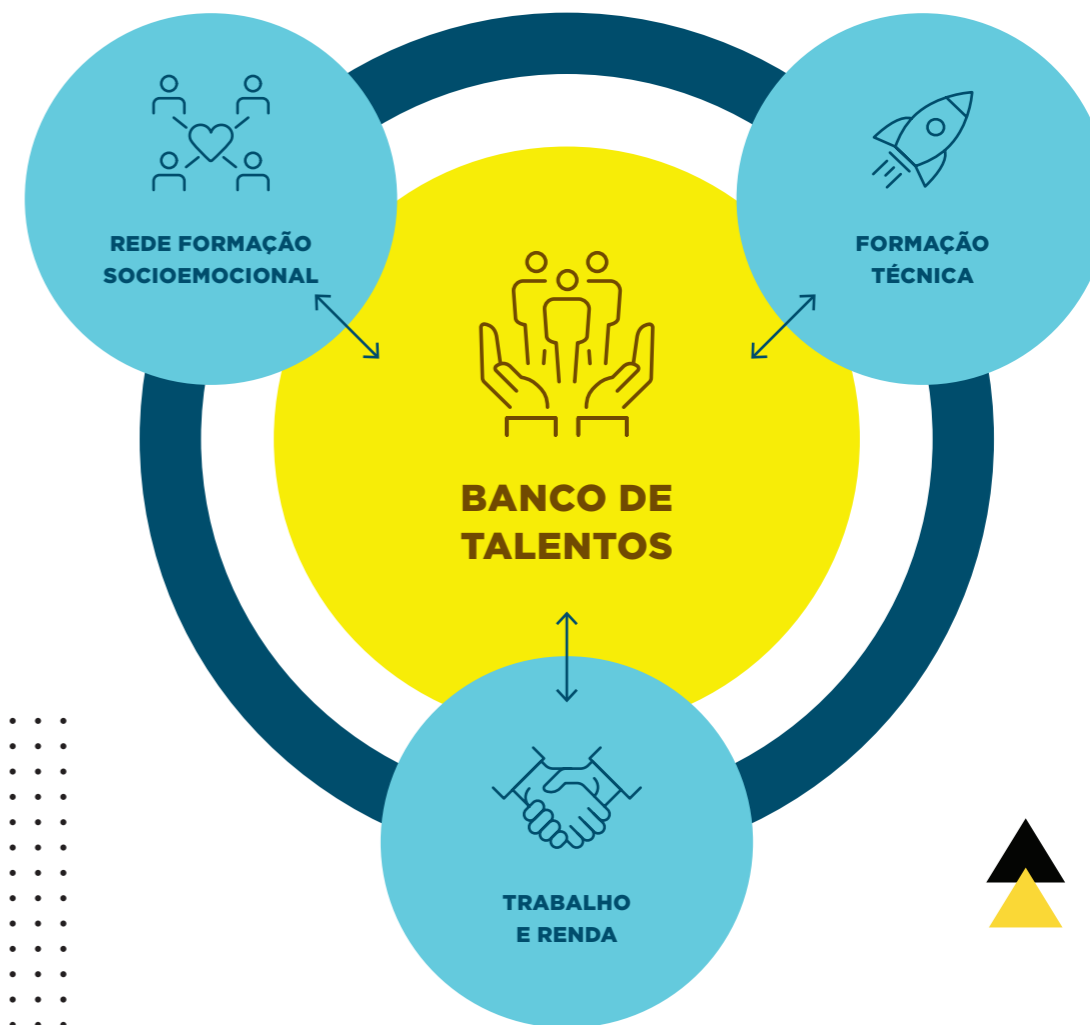 REDE FORMAÇÃO
SOCIOEMOCIONAL
FORMAÇÃO
TÉCNICA
BANCO DE
TALENTOS
TRABALHO
E RENDA